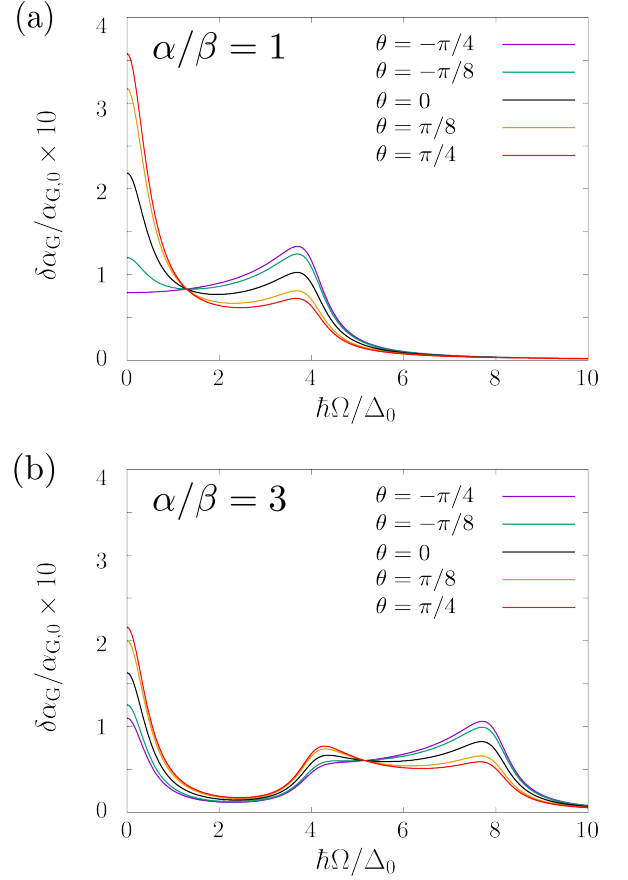 (a)
α/β = 1
θ = −π/4
θ = −π/8
θ = 0
θ = π/8
θ = π/4
δα_G/α_{G,0} × 10
4
3
2
1
0
0 2 4 6 8 10
ħΩ/Δ_0
(b)
α/β = 3
θ = −π/4
θ = −π/8
θ = 0
θ = π/8
θ = π/4
δα_G/α_{G,0} × 10
4
3
2
1
0
0 2 4 6 8 10
ħΩ/Δ_0